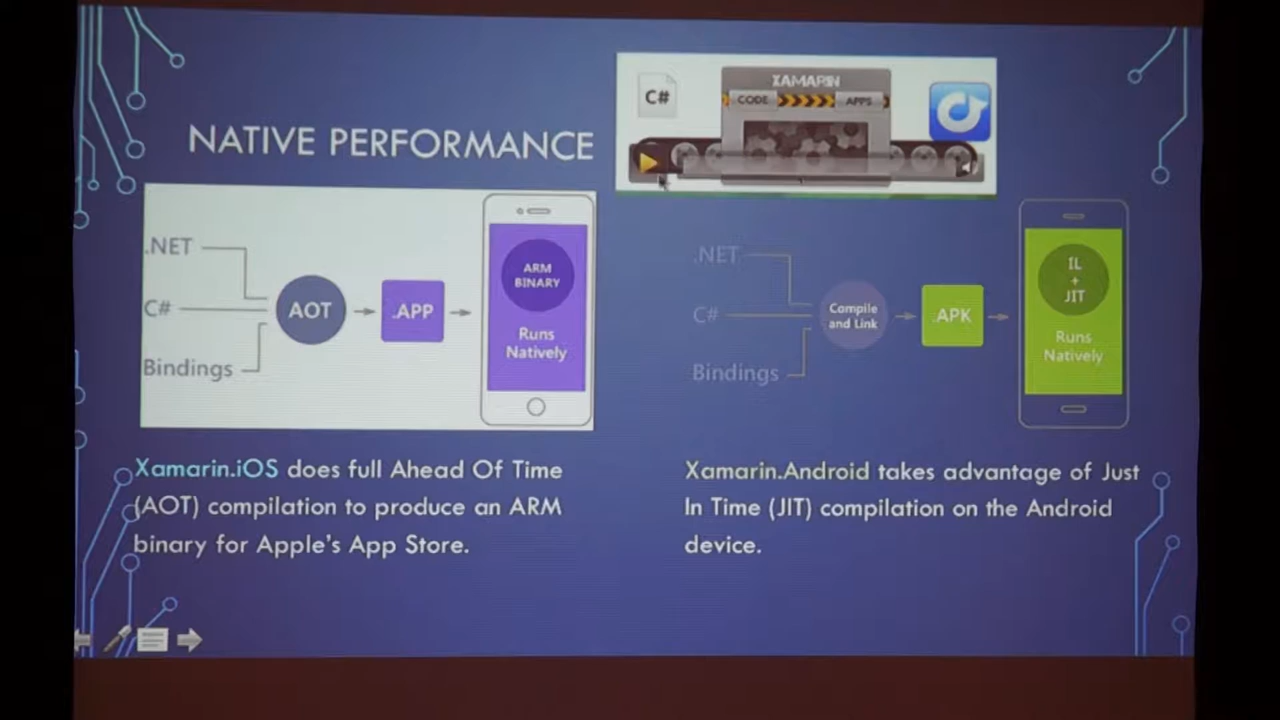 XAMARIN
C#
CODE
APPS
NATIVE PERFORMANCE
.NET
C#
Bindings
AOT
.APP
ARM
BINARY
Runs
Natively
.NET
C#
Bindings
Compile
and Link
.APK
IL
+
JIT
Runs
Natively
Xamarin.iOS does full Ahead Of Time
(AOT) compilation to produce an ARM
binary for Apple's App Store.
Xamarin.Android takes advantage of Just
In Time (JIT) compilation on the Android
device.